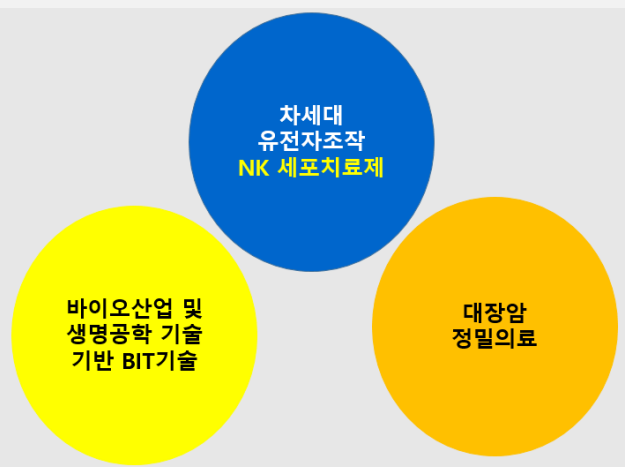 차세대
유전자조작
NK 세포치료제
바이오산업 및
생명공학 기술
기반 BIT기술
대장암
정밀의료